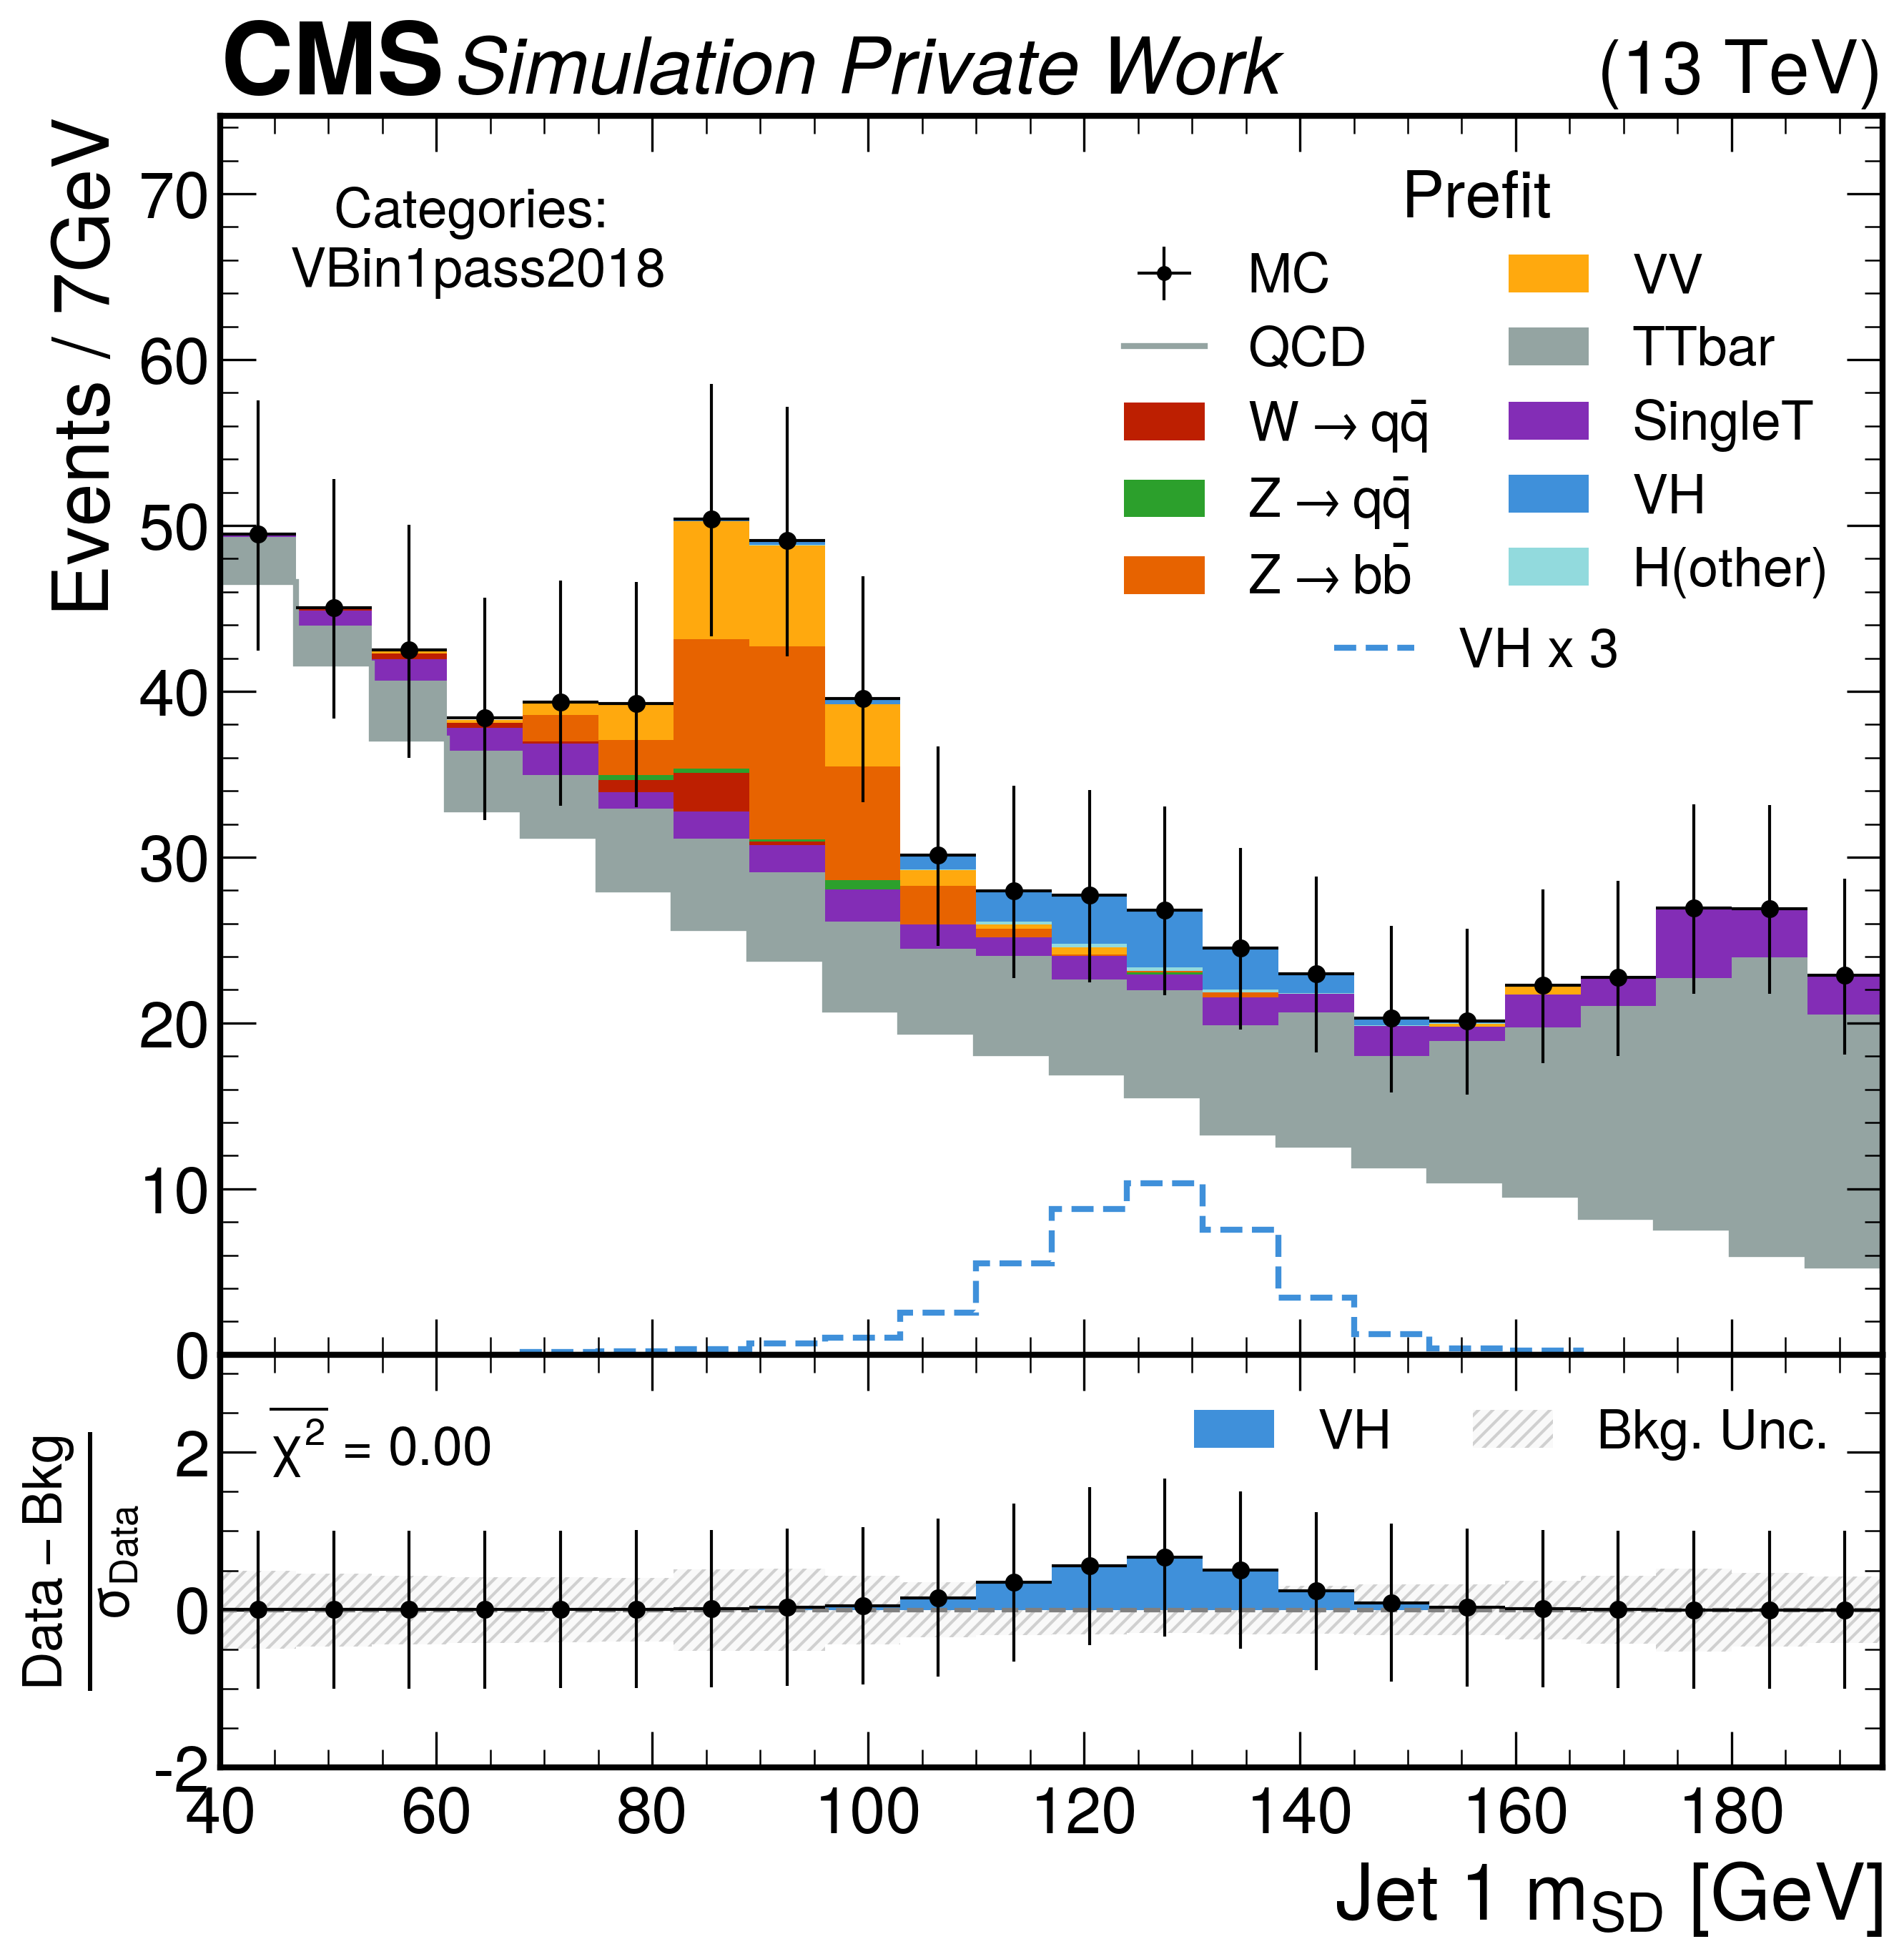 CMS Simulation Private Work (13 TeV)
Events / 7GeV
70
60
50
40
30
20
10
0
Categories:
VBin1pass2018
Prefit
MC
QCD
W → qq̄
Z → qq̄
Z → bb̄
VV
TTbar
SingleT
VH
H(other)
VH x 3
Data – Bkg
σData
2
0
-2
χ² = 0.00
VH
Bkg. Unc.
40 60 80 100 120 140 160 180
Jet 1 mSD [GeV]